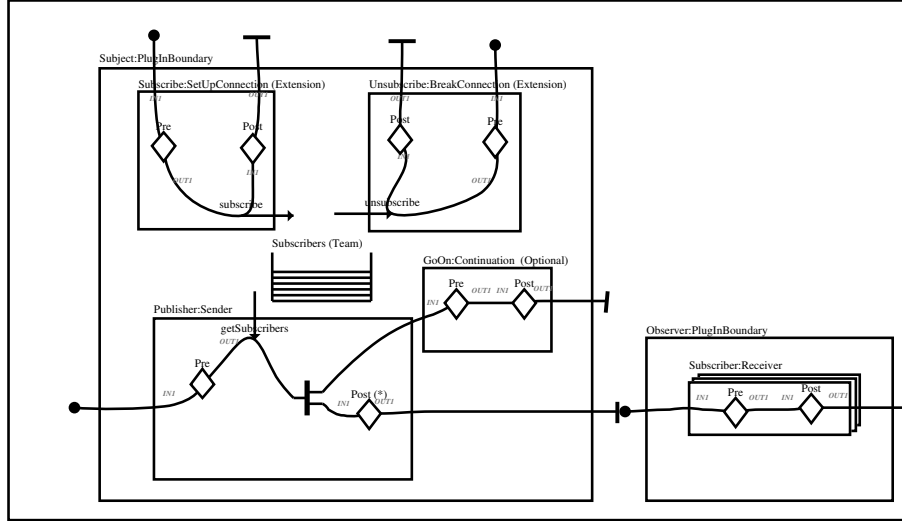 Subject:PlugInBoundary
Subscribe:SetUpConnection (Extension)
Unsubscribe:BreakConnection (Extension)
IN1
OUT1
OUT1
IN1
Pre
Post
Post
Pre
IN1
IN1
OUT1
OUT1
subscribe
unsubscribe
Subscribers (Team)
GoOn:Continuation (Optional)
Pre
Post
IN1
OUT1
IN1
OUT1
Publisher:Sender
getSubscribers
OUT1
Pre
IN1
Post (*)
IN1
OUT1
Observer:PlugInBoundary
Subscriber:Receiver
Pre
Post
IN1
OUT1
IN1
OUT1